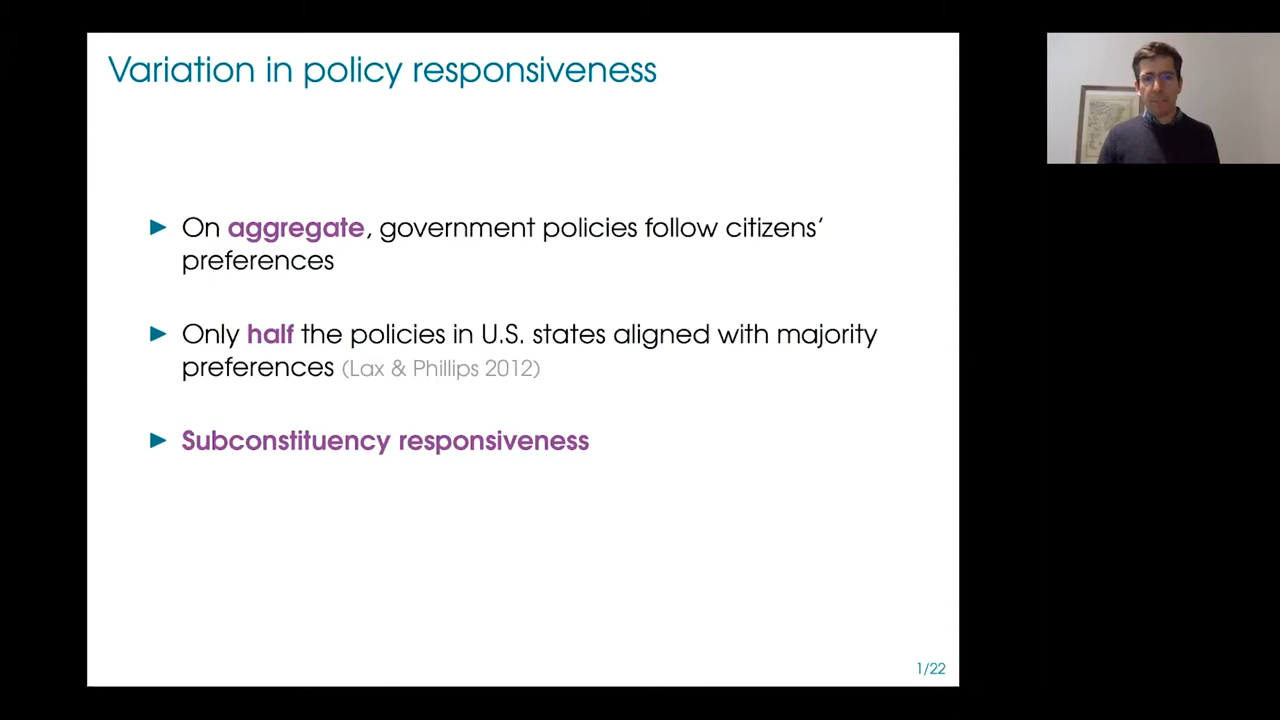 Variation in policy responsiveness
► On aggregate, government policies follow citizens’
preferences
► Only half the policies in U.S. states aligned with majority
preferences (Lax & Phillips 2012)
► Subconstituency responsiveness
1/22